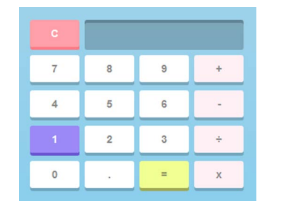 C
7 8 9 +
4 5 6 -
1 2 3 ÷
0 . = x